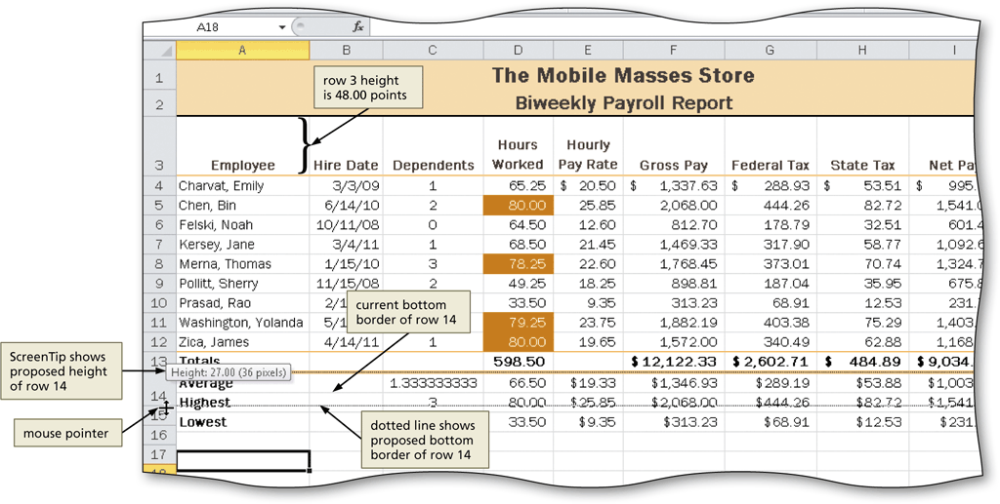 A18 fx
A B C D E F G H I
row 3 height
is 48.00 points
1 The Mobile Masses Store
2 Biweekly Payroll Report
Hours Hourly
3 Employee Hire Date Dependents Worked Pay Rate Gross Pay Federal Tax State Tax Net Pay
4 Charvat, Emily 3/3/09 1 65.25 $ 20.50 $ 1,337.63 $ 288.93 $ 53.51 $ 995.
5 Chen, Bin 6/14/10 2 80.00 25.85 2,068.00 444.26 82.72 1,541.0
6 Felski, Noah 10/11/08 0 64.50 12.60 812.70 178.79 32.51 601.4
7 Kersey, Jane 3/4/11 1 68.50 21.45 1,469.33 317.90 58.77 1,092.6
8 Merna, Thomas 1/15/10 3 78.25 22.60 1,768.45 373.01 70.74 1,324.7
9 Pollitt, Sherry 11/15/08 2 49.25 18.25 898.81 187.04 35.95 675.8
10 Prasad, Rao 2/1 33.50 9.35 313.23 68.91 12.53 231.
11 Washington, Yolanda 5/1 79.25 23.75 1,882.19 403.38 75.29 1,403.
12 Zica, James 4/14/11 1 80.00 19.65 1,572.00 340.49 62.88 1,168
current bottom
border of row 14
13 Totals 598.50 $ 12,122.33 $ 2,602.71 $ 484.89 $ 9,034.
ScreenTip shows
proposed height
of row 14
Height: 27.00 (36 pixels)
Average 1.333333333 66.50 $19.33 $1,346.93 $289.19 $53.88 $1,003
14 Highest 3 80.00 $25.85 $2,068.00 $444.26 $82.72 $1,541
15 Lowest 33.50 $9.35 $313.23 $68.91 $12.53 $231.
mouse pointer
dotted line shows
proposed bottom
border of row 14
16
17
18